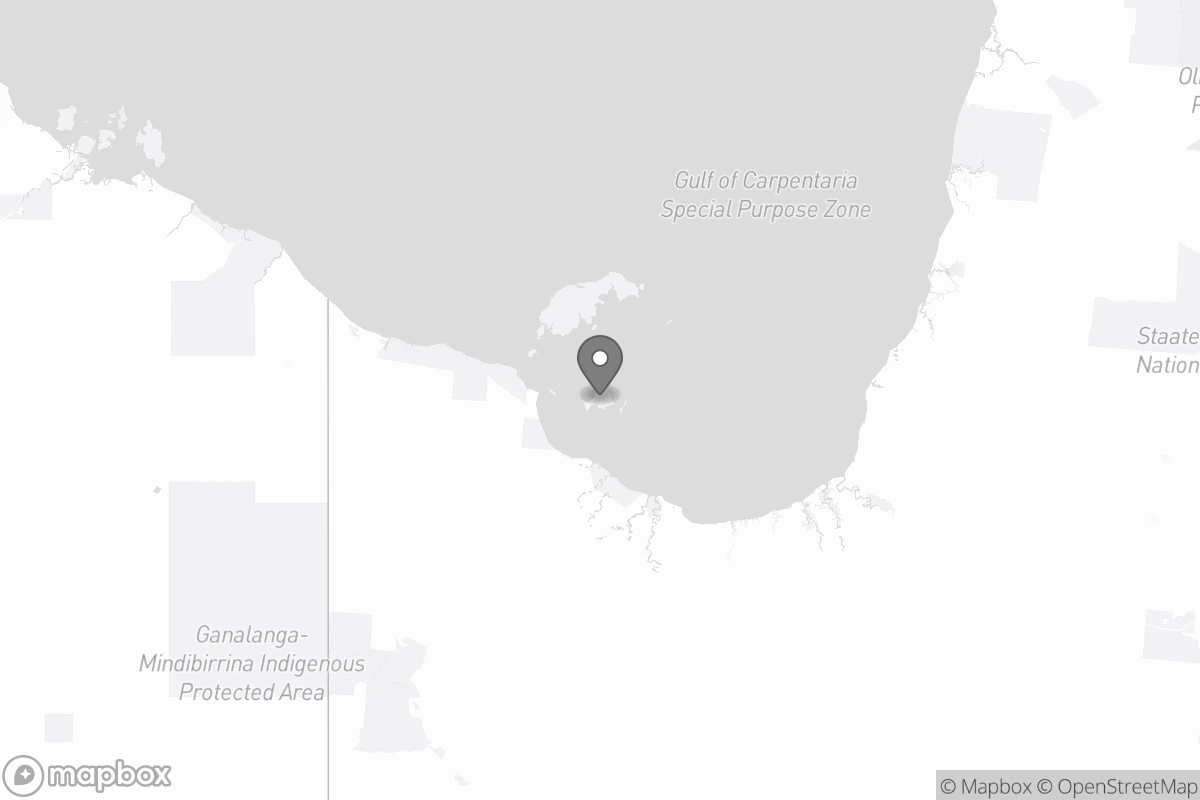 Gulf of Carpentaria
Special Purpose Zone
Ol
P
Staate
Nation
Ganalanga-
Mindibirrina Indigenous
Protected Area
mapbox
© Mapbox © OpenStreetMap